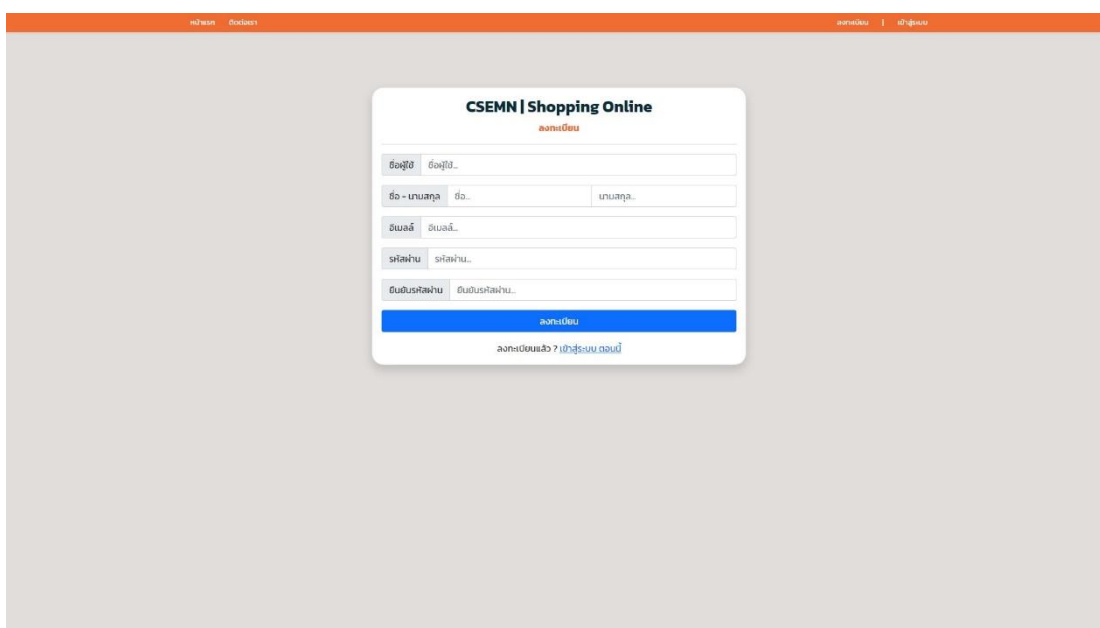 หน้าแรก ติดต่อเรา ลงทะเบียน | เข้าสู่ระบบ
CSEMN | Shopping Online
ลงทะเบียน
ชื่อผู้ใช้ ชื่อผู้ใช้...
ชื่อ - นามสกุล ชื่อ... นามสกุล...
อีเมลล์ อีเมลล์...
รหัสผ่าน รหัสผ่าน...
ยืนยันรหัสผ่าน ยืนยันรหัสผ่าน...
ลงทะเบียน
ลงทะเบียนแล้ว ? เข้าสู่ระบบ ตอนนี้